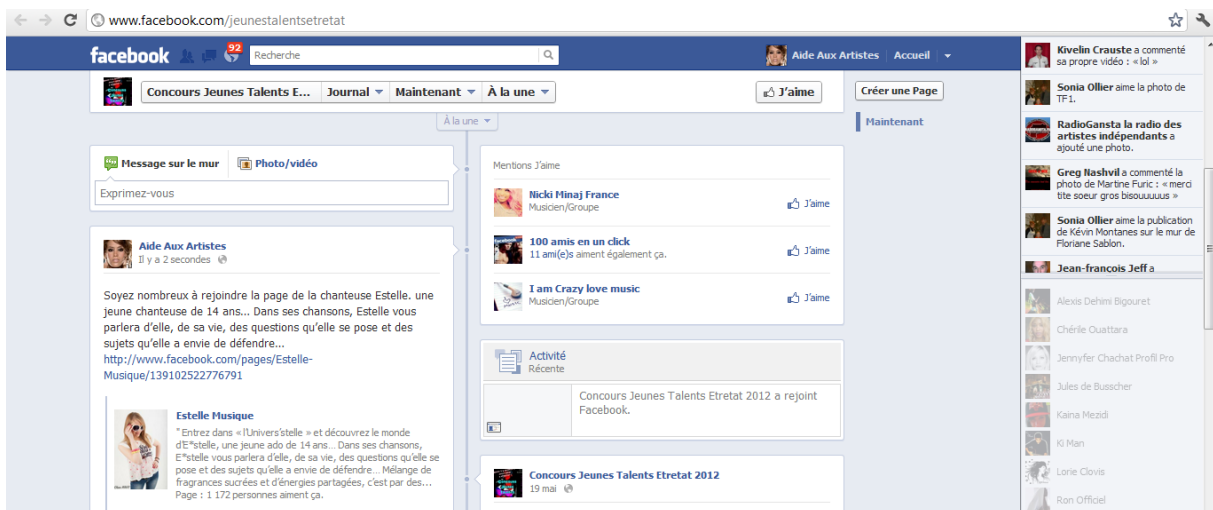 www.facebook.com/jeunestalentsetretat
facebook
92
Recherche
Aide Aux Artistes
Accueil
Concours Jeunes Talents E...
Journal
Maintenant
À la une
J'aime
Créer une Page
À la une
Maintenant
Message sur le mur
Photo/vidéo
Exprimez-vous
Aide Aux Artistes
Il y a 2 secondes
Soyez nombreux à rejoindre la page de la chanteuse Estelle. une
jeune chanteuse de 14 ans... Dans ses chansons, Estelle vous
parlera d'elle, de sa vie, des questions qu'elle se pose et des
sujets qu'elle a envie de défendre...
http://www.facebook.com/pages/Estelle-
Musique/139102522776791
Estelle Musique
"Entrez dans « l'Univers'stelle » et découvrez le monde
d'E*stelle, une jeune ado de 14 ans... Dans ses chansons,
E*stelle vous parlera d'elle, de sa vie, des questions qu'elle se
pose et des sujets qu'elle a envie de défendre... Mélange de
fragrances sucrées et d'énergies partagées, c'est par des...
Page : 1 172 personnes aiment ça.
Mentions J'aime
Nicki Minaj France
Musicien/Groupe
J'aime
100 amis en un click
11 ami(e)s aiment également ça.
J'aime
I am Crazy love music
Musicien/Groupe
J'aime
Activité
Récente
Concours Jeunes Talents Etretat 2012 a rejoint
Facebook.
Concours Jeunes Talents Etretat 2012
19 mai
Kivelin Crauste a commenté
sa propre vidéo : « lol »
Sonia Ollier aime la photo de
TF1.
RadioGansta la radio des
artistes indépendants a
ajouté une photo.
Greg Nashvil a commenté la
photo de Martine Furic : « merci
tite soeur gros bisouuuuus »
Sonia Ollier aime la publication
de Kévin Montanes sur le mur de
Floriane Sablon.
Jean-françois Jeff a
Alexis Dehimi Bigouret
Chérile Ouattara
Jennyfer Chachat Profil Pro
Jules de Busscher
Kaina Mezidi
Ki Man
Lorie Clovis
Ron Officiel